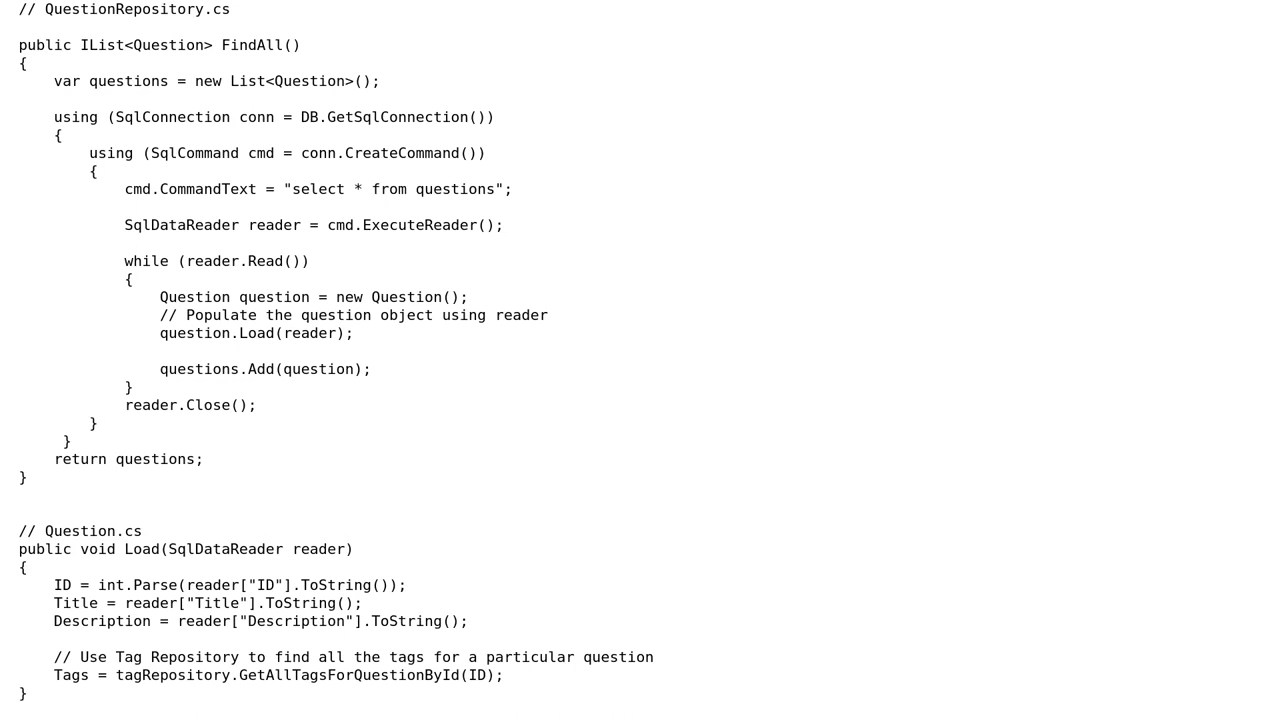 // QuestionRepository.cs

public IList<Question> FindAll()
{
    var questions = new List<Question>();

    using (SqlConnection conn = DB.GetSqlConnection())
    {
        using (SqlCommand cmd = conn.CreateCommand())
        {
            cmd.CommandText = "select * from questions";

            SqlDataReader reader = cmd.ExecuteReader();

            while (reader.Read())
            {
                Question question = new Question();
                // Populate the question object using reader
                question.Load(reader);

                questions.Add(question);
            }
            reader.Close();
        }
     }
    return questions;
}


// Question.cs
public void Load(SqlDataReader reader)
{
    ID = int.Parse(reader["ID"].ToString());
    Title = reader["Title"].ToString();
    Description = reader["Description"].ToString();

    // Use Tag Repository to find all the tags for a particular question
    Tags = tagRepository.GetAllTagsForQuestionById(ID);
}